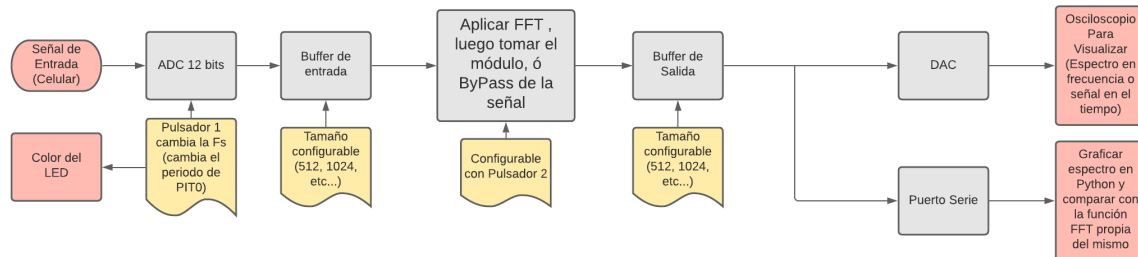 Señal de
Entrada
(Celular)
ADC 12 bits
Buffer de
entrada
Aplicar FFT ,
luego tomar el
módulo, ó
ByPass de la
señal
Buffer de
Salida
DAC
Osciloscopio
Para
Visualizar
(Espectro en
frecuencia o
señal en el
tiempo)
Color del
LED
Pulsador 1
cambia la Fs
(cambia el
periodo de
PIT0)
Tamaño
configurable
(512, 1024,
etc...)
Configurable
con Pulsador 2
Tamaño
configurable
(512, 1024,
etc...)
Puerto Serie
Graficar
espectro en
Python y
comparar con
la función
FFT propia
del mismo